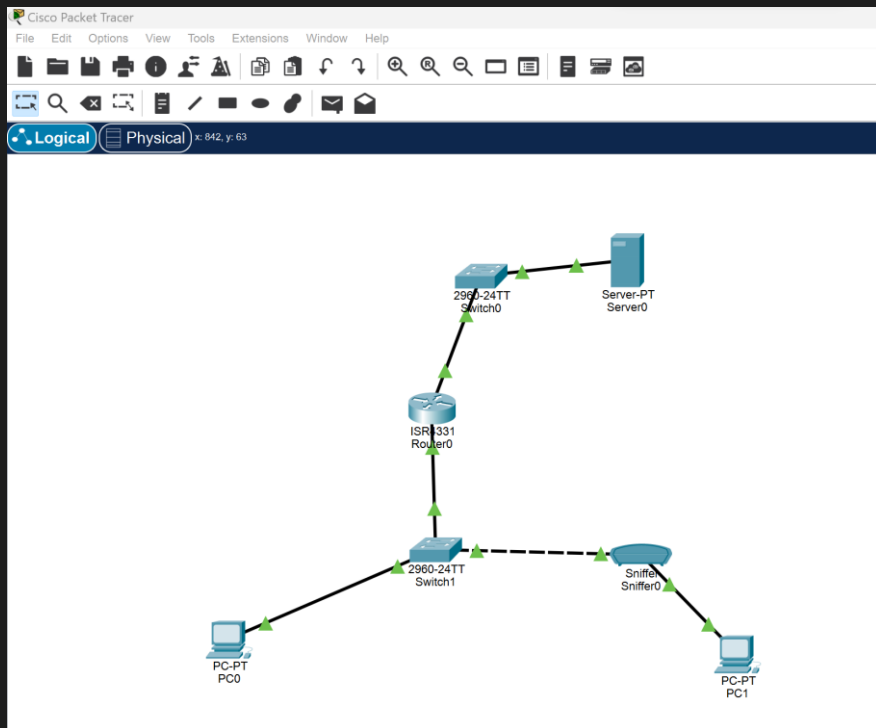 Cisco Packet Tracer
File Edit Options View Tools Extensions Window Help
Logical Physical x: 842, y: 63
2960-24TT
Switch0
Server-PT
Server0
ISR4331
Router0
2960-24TT
Switch1
Sniffer
Sniffer0
PC-PT
PC0
PC-PT
PC1